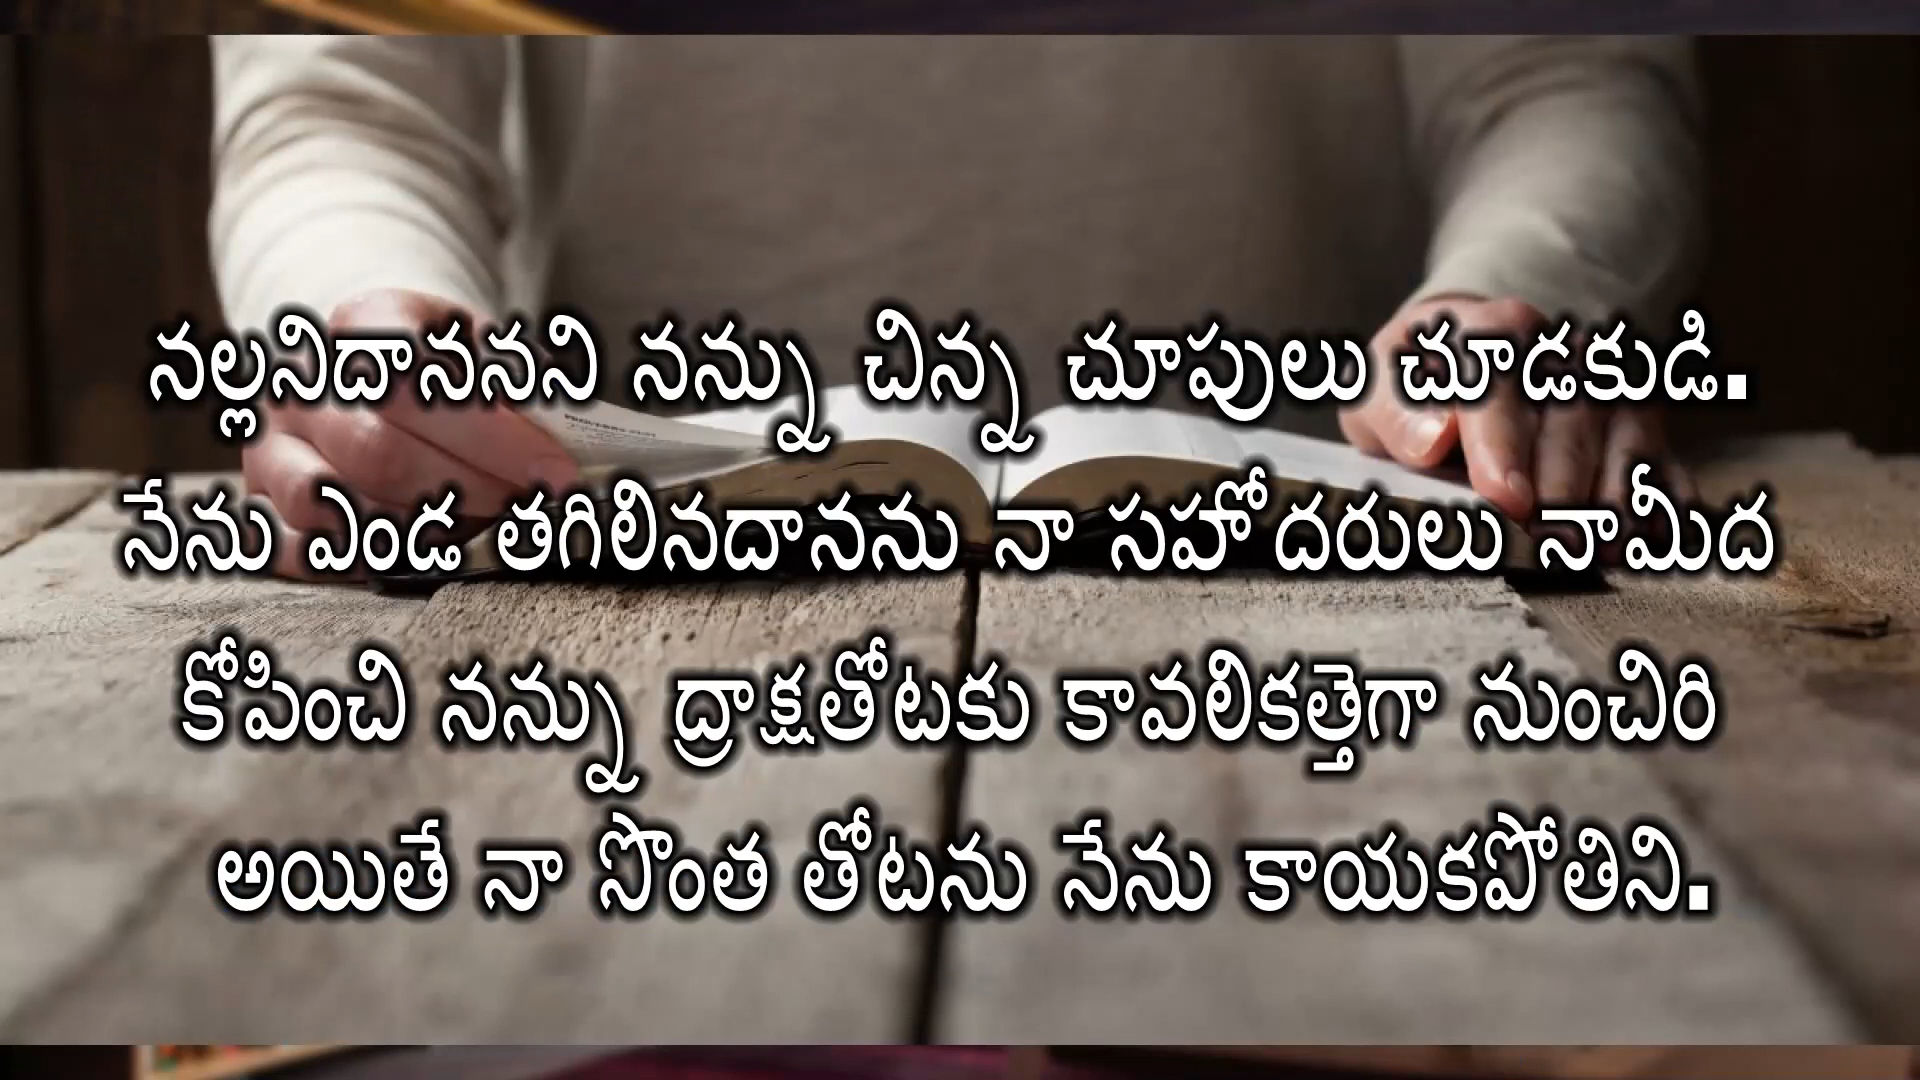 నల్లనిదాననని నన్ను చిన్న చూపులు చూడకుడి.
నేను ఎండ తగిలినదానను నా సహోదరులు నామీద
కోపించి నన్ను ద్రాక్షతోటకు కావలికత్తెగా నుంచిరి
అయితే నా సొంత తోటను నేను కాయకపోతిని.